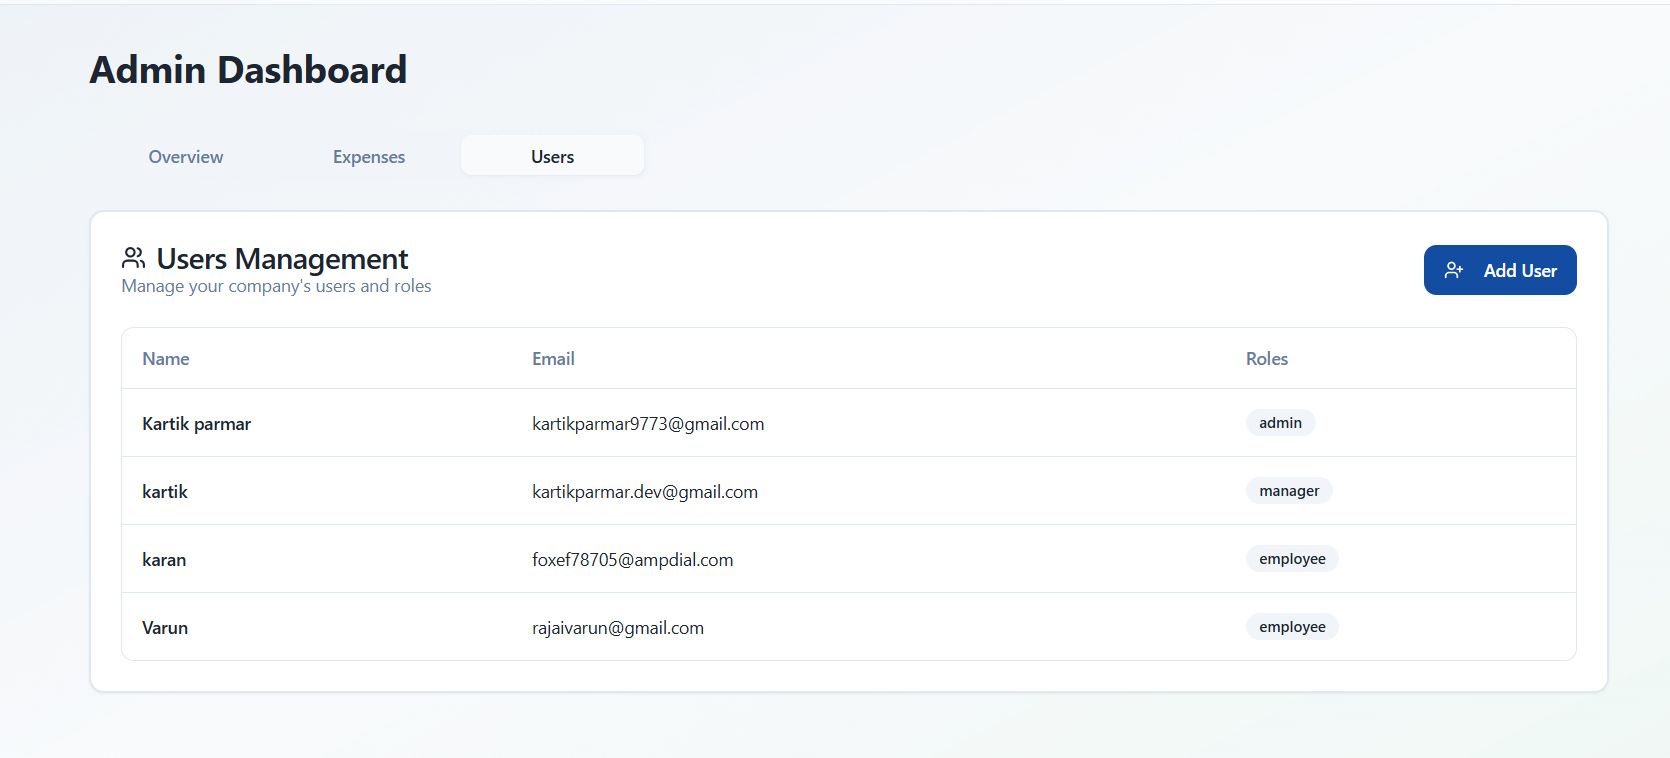 Admin Dashboard
Overview Expenses Users
Users Management
Manage your company's users and roles
Add User
Name Email Roles
Kartik parmar kartikparmar9773@gmail.com admin
kartik kartikparmar.dev@gmail.com manager
karan foxef78705@ampdial.com employee
Varun rajaivarun@gmail.com employee